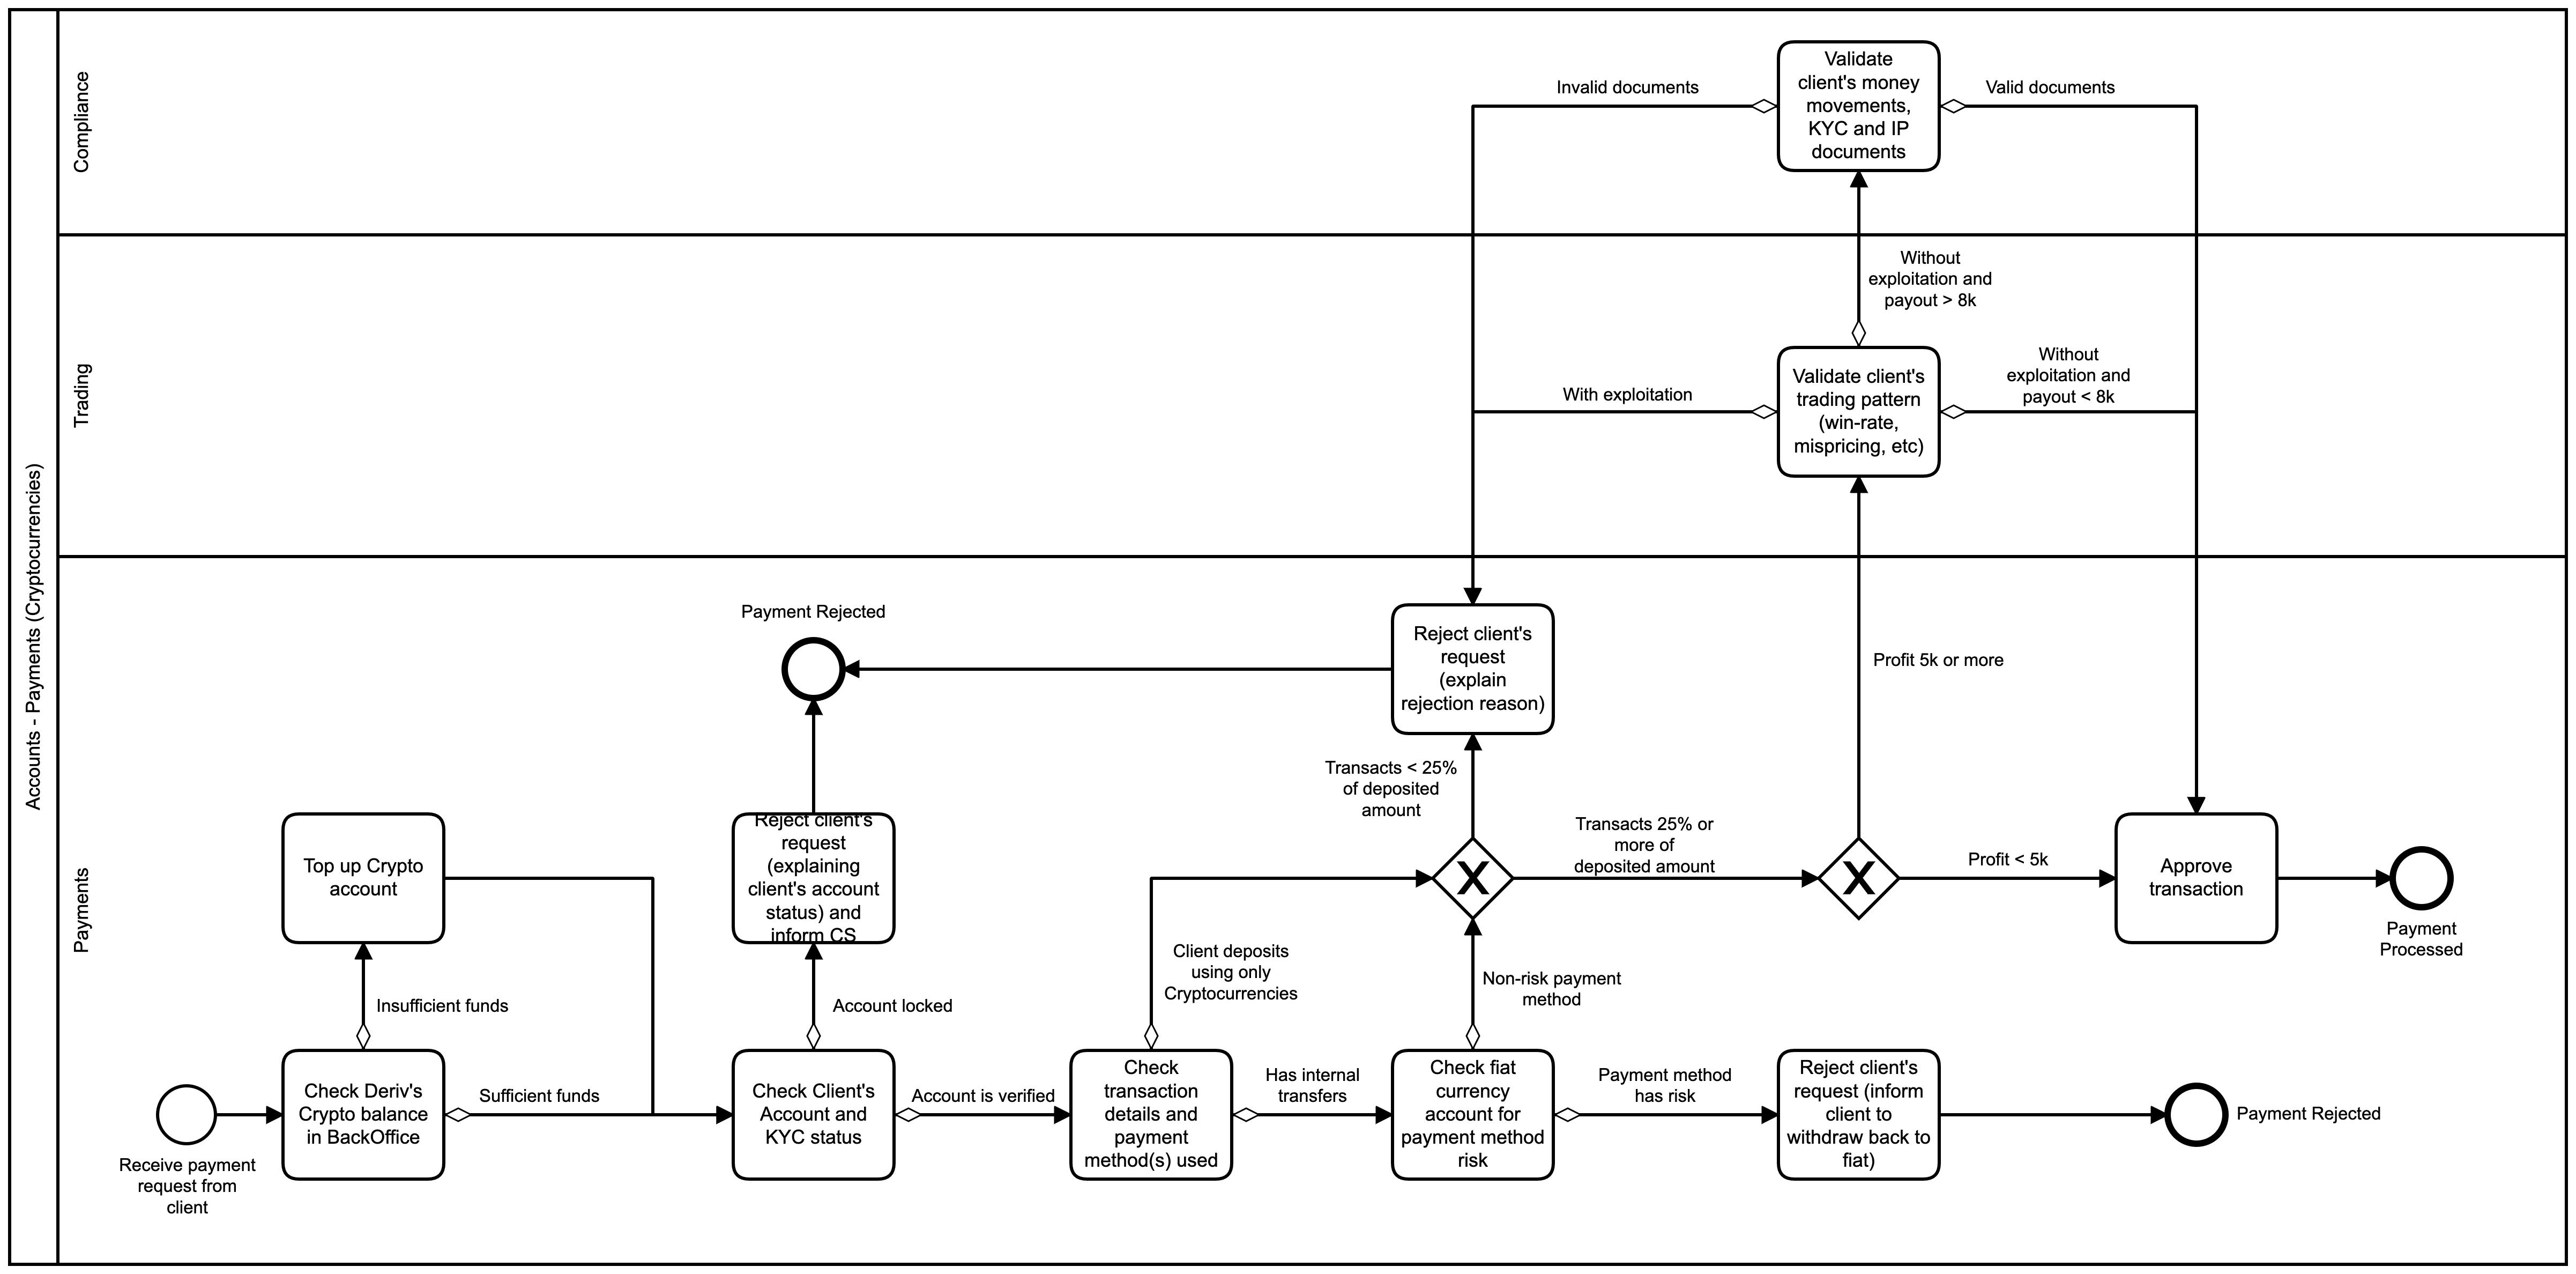 Accounts - Payments (Cryptocurrencies)
Compliance
Validate
client's money
movements,
KYC and IP
documents
Invalid documents
Valid documents
Trading
Without
exploitation and
payout > 8k
Validate client's
trading pattern
(win-rate,
mispricing, etc)
With exploitation
Without
exploitation and
payout < 8k
Payments
Payment Rejected
Reject client's
request
(explain
rejection reason)
Profit 5k or more
Transacts < 25%
of deposited
amount
Transacts 25% or
more of
deposited amount
Profit < 5k
Approve
transaction
Payment
Processed
Top up Crypto
account
Reject client's
request
(explaining
client's account
status) and
inform CS
Insufficient funds
Account locked
Client deposits
using only
Cryptocurrencies
Non-risk payment
method
Receive payment
request from
client
Check Deriv's
Crypto balance
in BackOffice
Sufficient funds
Check Client's
Account and
KYC status
Account is verified
Check
transaction
details and
payment
method(s) used
Has internal
transfers
Check fiat
currency
account for
payment method
risk
Payment method
has risk
Reject client's
request (inform
client to
withdraw back to
fiat)
Payment Rejected